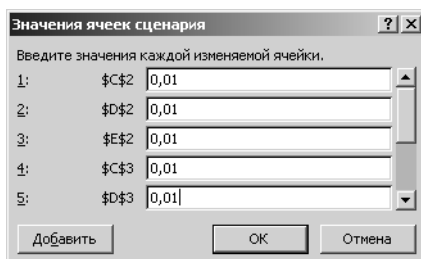 Значения ячеек сценария
Введите значения каждой изменяемой ячейки.
1: $C$2 0,01
2: $D$2 0,01
3: $E$2 0,01
4: $C$3 0,01
5: $D$3 0,01
Добавить OK Отмена